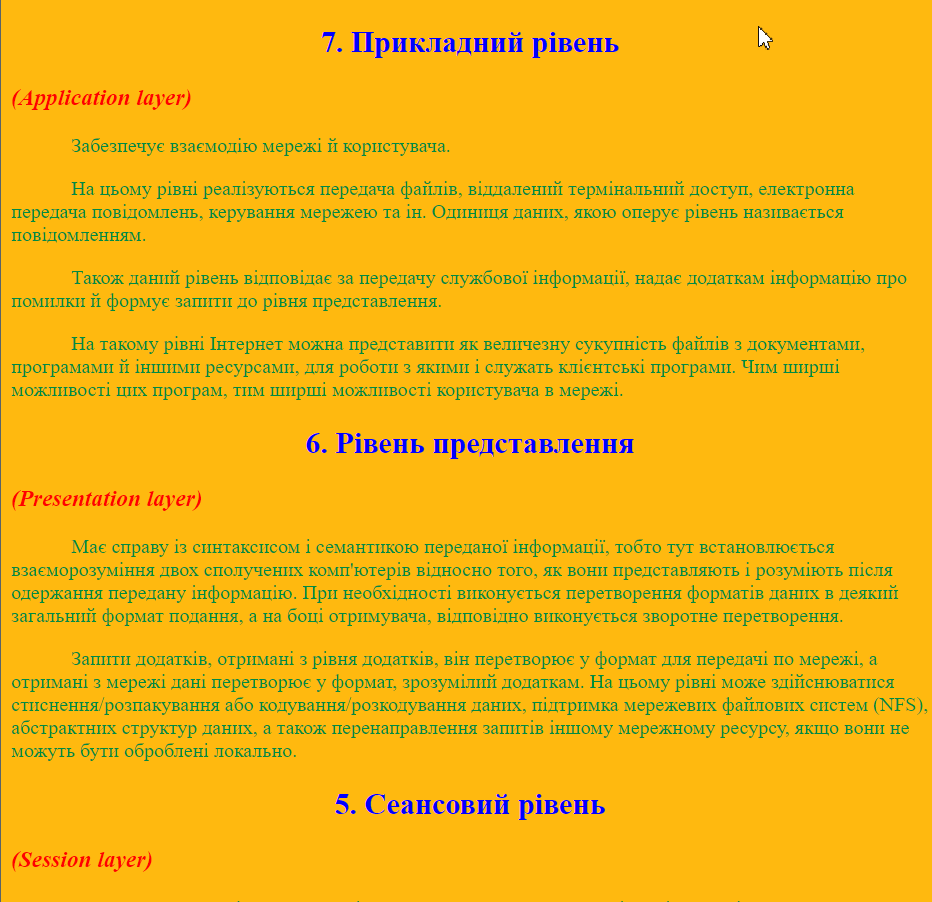 7. Прикладний рівень
(Application layer)
Забезпечує взаємодію мережі й користувача.
На цьому рівні реалізуються передача файлів, віддалений термінальний доступ, електронна
передача повідомлень, керування мережею та ін. Одиниця даних, якою оперує рівень називається
повідомленням.
Також даний рівень відповідає за передачу службової інформації, надає додаткам інформацію про
помилки й формує запити до рівня представлення.
На такому рівні Інтернет можна представити як величезну сукупність файлів з документами,
програмами й іншими ресурсами, для роботи з якими і служать клієнтські програми. Чим ширші
можливості цих програм, тим ширші можливості користувача в мережі.
6. Рівень представлення
(Presentation layer)
Має справу із синтаксисом і семантикою переданої інформації, тобто тут встановлюється
взаєморозуміння двох сполучених комп'ютерів відносно того, як вони представляють і розуміють після
одержання передану інформацію. При необхідності виконується перетворення форматів даних в деякий
загальний формат подання, а на боці отримувача, відповідно виконується зворотне перетворення.
Запити додатків, отримані з рівня додатків, він перетворює у формат для передачі по мережі, а
отримані з мережі дані перетворює у формат, зрозумілий додаткам. На цьому рівні може здійснюватися
стиснення/розпакування або кодування/розкодування даних, підтримка мережевих файлових систем (NFS),
абстрактних структур даних, а також перенаправлення запитів іншому мережному ресурсу, якщо вони не
можуть бути оброблені локально.
5. Сеансовий рівень
(Session layer)